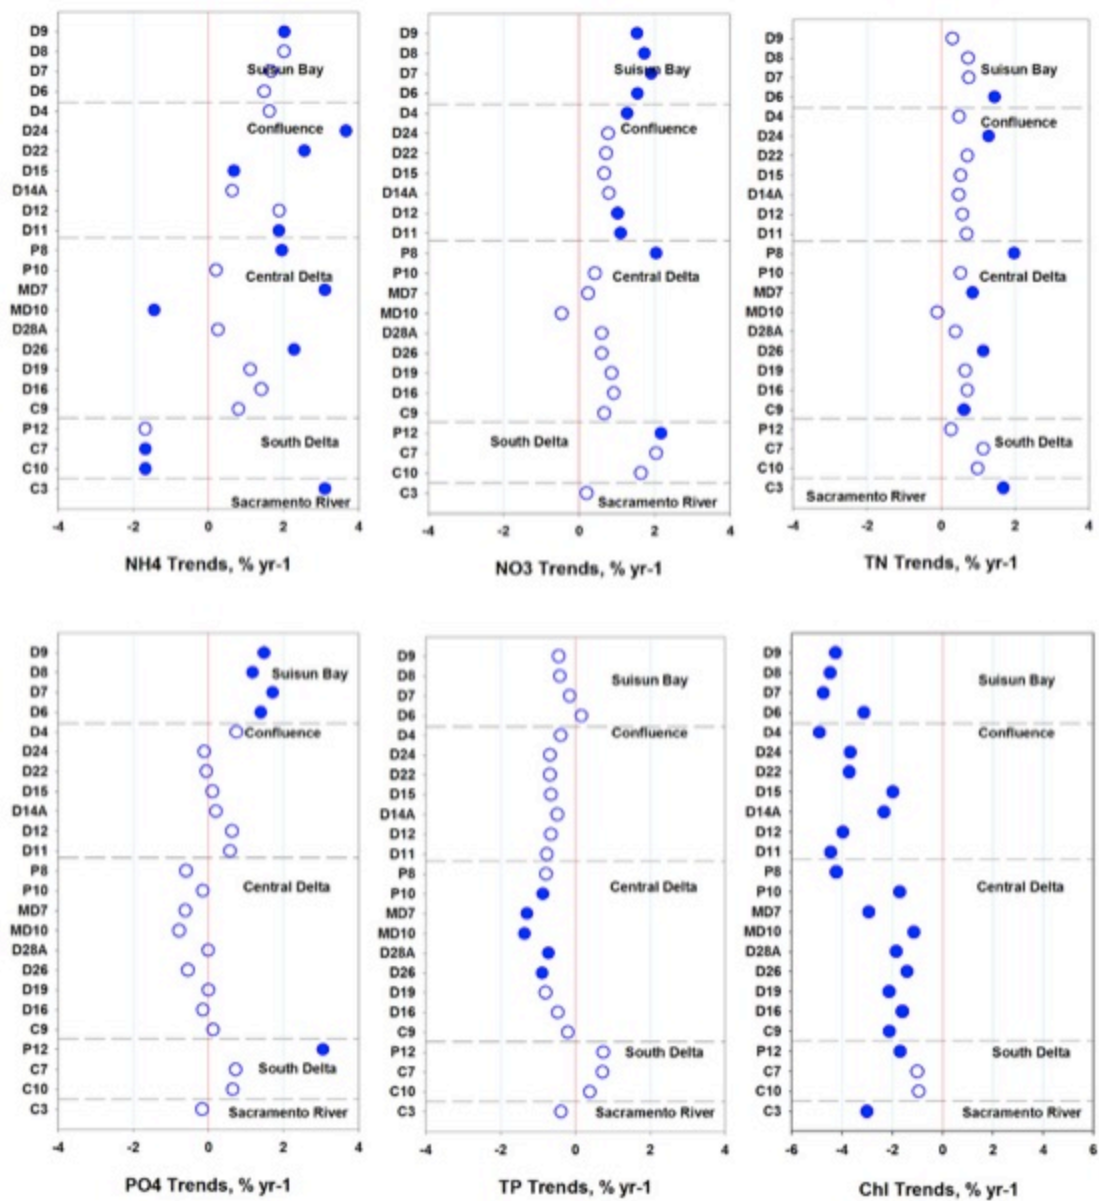 D9
D8
D7
Suisun Bay
D6
D4
D24
Confluence
D22
D15
D14A
D12
D11
P8
P10
Central Delta
MD7
MD10
D28A
D26
D19
D16
C9
P12
C7
South Delta
C10
C3
Sacramento River
-4 -2 0 2 4
NH4 Trends, % yr-1
D9
D8
D7
Suisun Bay
D6
D4
D24
Confluence
D22
D15
D14A
D12
D11
P8
P10
Central Delta
MD7
MD10
D28A
D26
D19
D16
C9
P12
South Delta
C7
C10
C3
Sacramento River
-4 -2 0 2 4
NO3 Trends, % yr-1
D9
D8
D7
Suisun Bay
D6
D4
Confluence
D24
D22
D15
D14A
D12
D11
P8
P10
Central Delta
MD7
MD10
D28A
D26
D19
D16
C9
P12
C7
South Delta
C10
C3
Sacramento River
-4 -2 0 2 4
TN Trends, % yr-1
D9
D8
Suisun Bay
D7
D6
D4
Confluence
D24
D22
D15
D14A
D12
D11
P8
P10
Central Delta
MD7
MD10
D28A
D26
D19
D16
C9
P12
C7
South Delta
C10
C3
Sacramento River
-4 -2 0 2 4
PO4 Trends, % yr-1
D9
D8
Suisun Bay
D7
D6
D4
Confluence
D24
D22
D15
D14A
D12
D11
P8
P10
Central Delta
MD7
MD10
D28A
D26
D19
D16
C9
P12
South Delta
C7
C10
C3
Sacramento River
-4 -2 0 2 4
TP Trends, % yr-1
D9
D8
Suisun Bay
D7
D6
D4
Confluence
D24
D22
D15
D14A
D12
D11
P8
P10
Central Delta
MD7
MD10
D28A
D26
D19
D16
C9
P12
South Delta
C7
C10
C3
Sacramento River
-6 -4 -2 0 2 4 6
Chl Trends, % yr-1